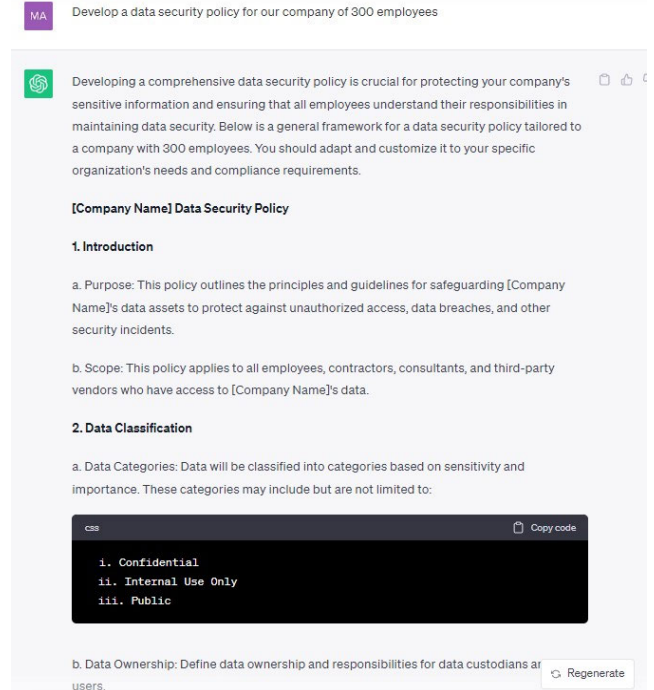 MA
Develop a data security policy for our company of 300 employees
Developing a comprehensive data security policy is crucial for protecting your company's
sensitive information and ensuring that all employees understand their responsibilities in
maintaining data security. Below is a general framework for a data security policy tailored to
a company with 300 employees. You should adapt and customize it to your specific
organization's needs and compliance requirements.
[Company Name] Data Security Policy
1. Introduction
a. Purpose: This policy outlines the principles and guidelines for safeguarding [Company
Name]'s data assets to protect against unauthorized access, data breaches, and other
security incidents.
b. Scope: This policy applies to all employees, contractors, consultants, and third-party
vendors who have access to [Company Name]'s data.
2. Data Classification
a. Data Categories: Data will be classified into categories based on sensitivity and
importance. These categories may include but are not limited to:
css
Copy code
i. Confidential
ii. Internal Use Only
iii. Public
b. Data Ownership: Define data ownership and responsibilities for data custodians
users.
Regenerate